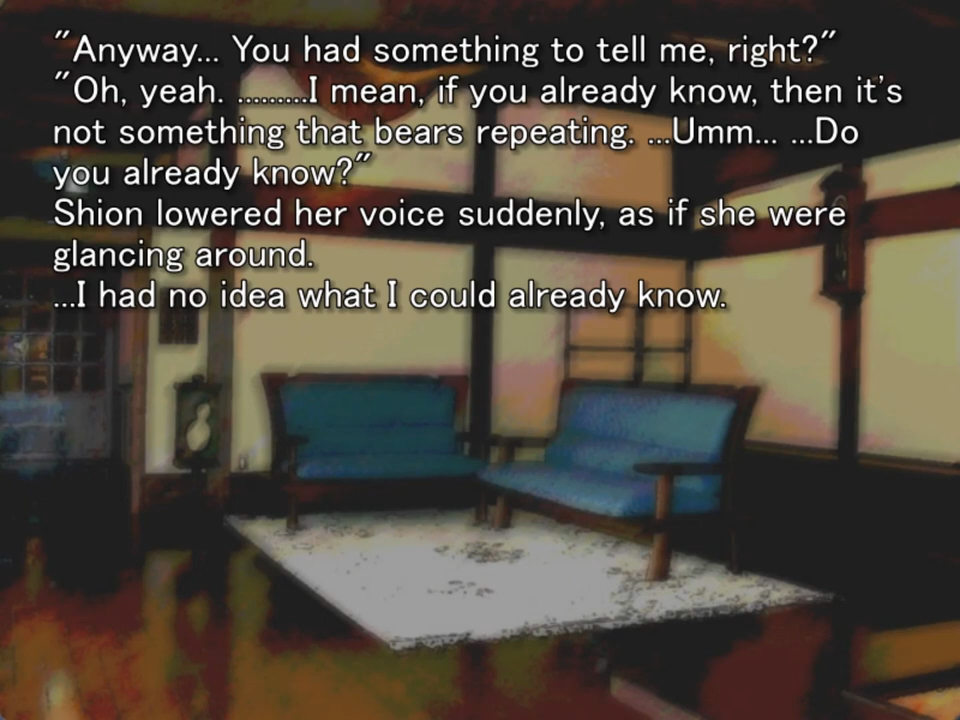 "Anyway... You had something to tell me, right?"
"Oh, yeah. .........I mean, if you already know, then it's
not something that bears repeating. ...Umm... ...Do
you already know?"
Shion lowered her voice suddenly, as if she were
glancing around.
...I had no idea what I could already know.